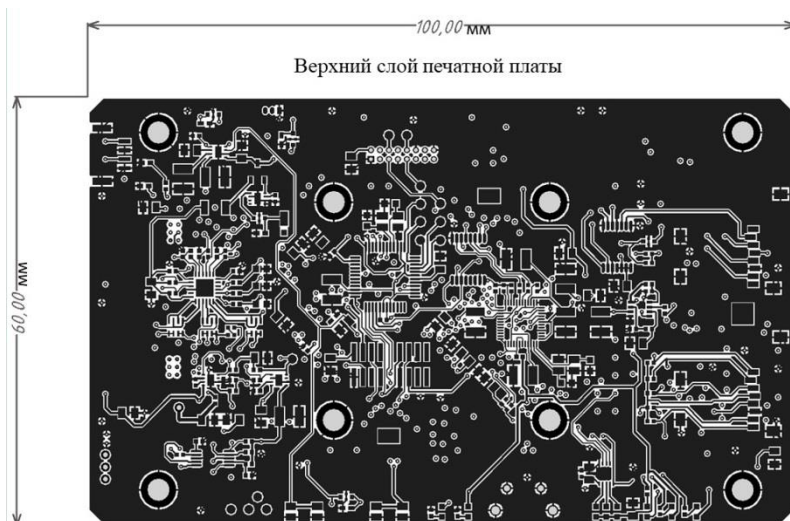 100,00 мм
Верхний слой печатной платы
60,00 мм